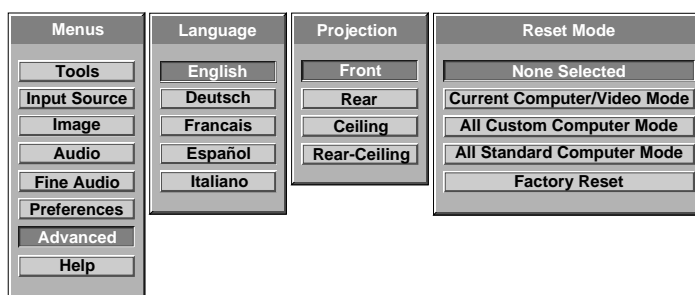 Menus
Tools
Input Source
Image
Audio
Fine Audio
Preferences
Advanced
Help
Language
English
Deutsch
Francais
Español
Italiano
Projection
Front
Rear
Ceiling
Rear-Ceiling
Reset Mode
None Selected
Current Computer/Video Mode
All Custom Computer Mode
All Standard Computer Mode
Factory Reset